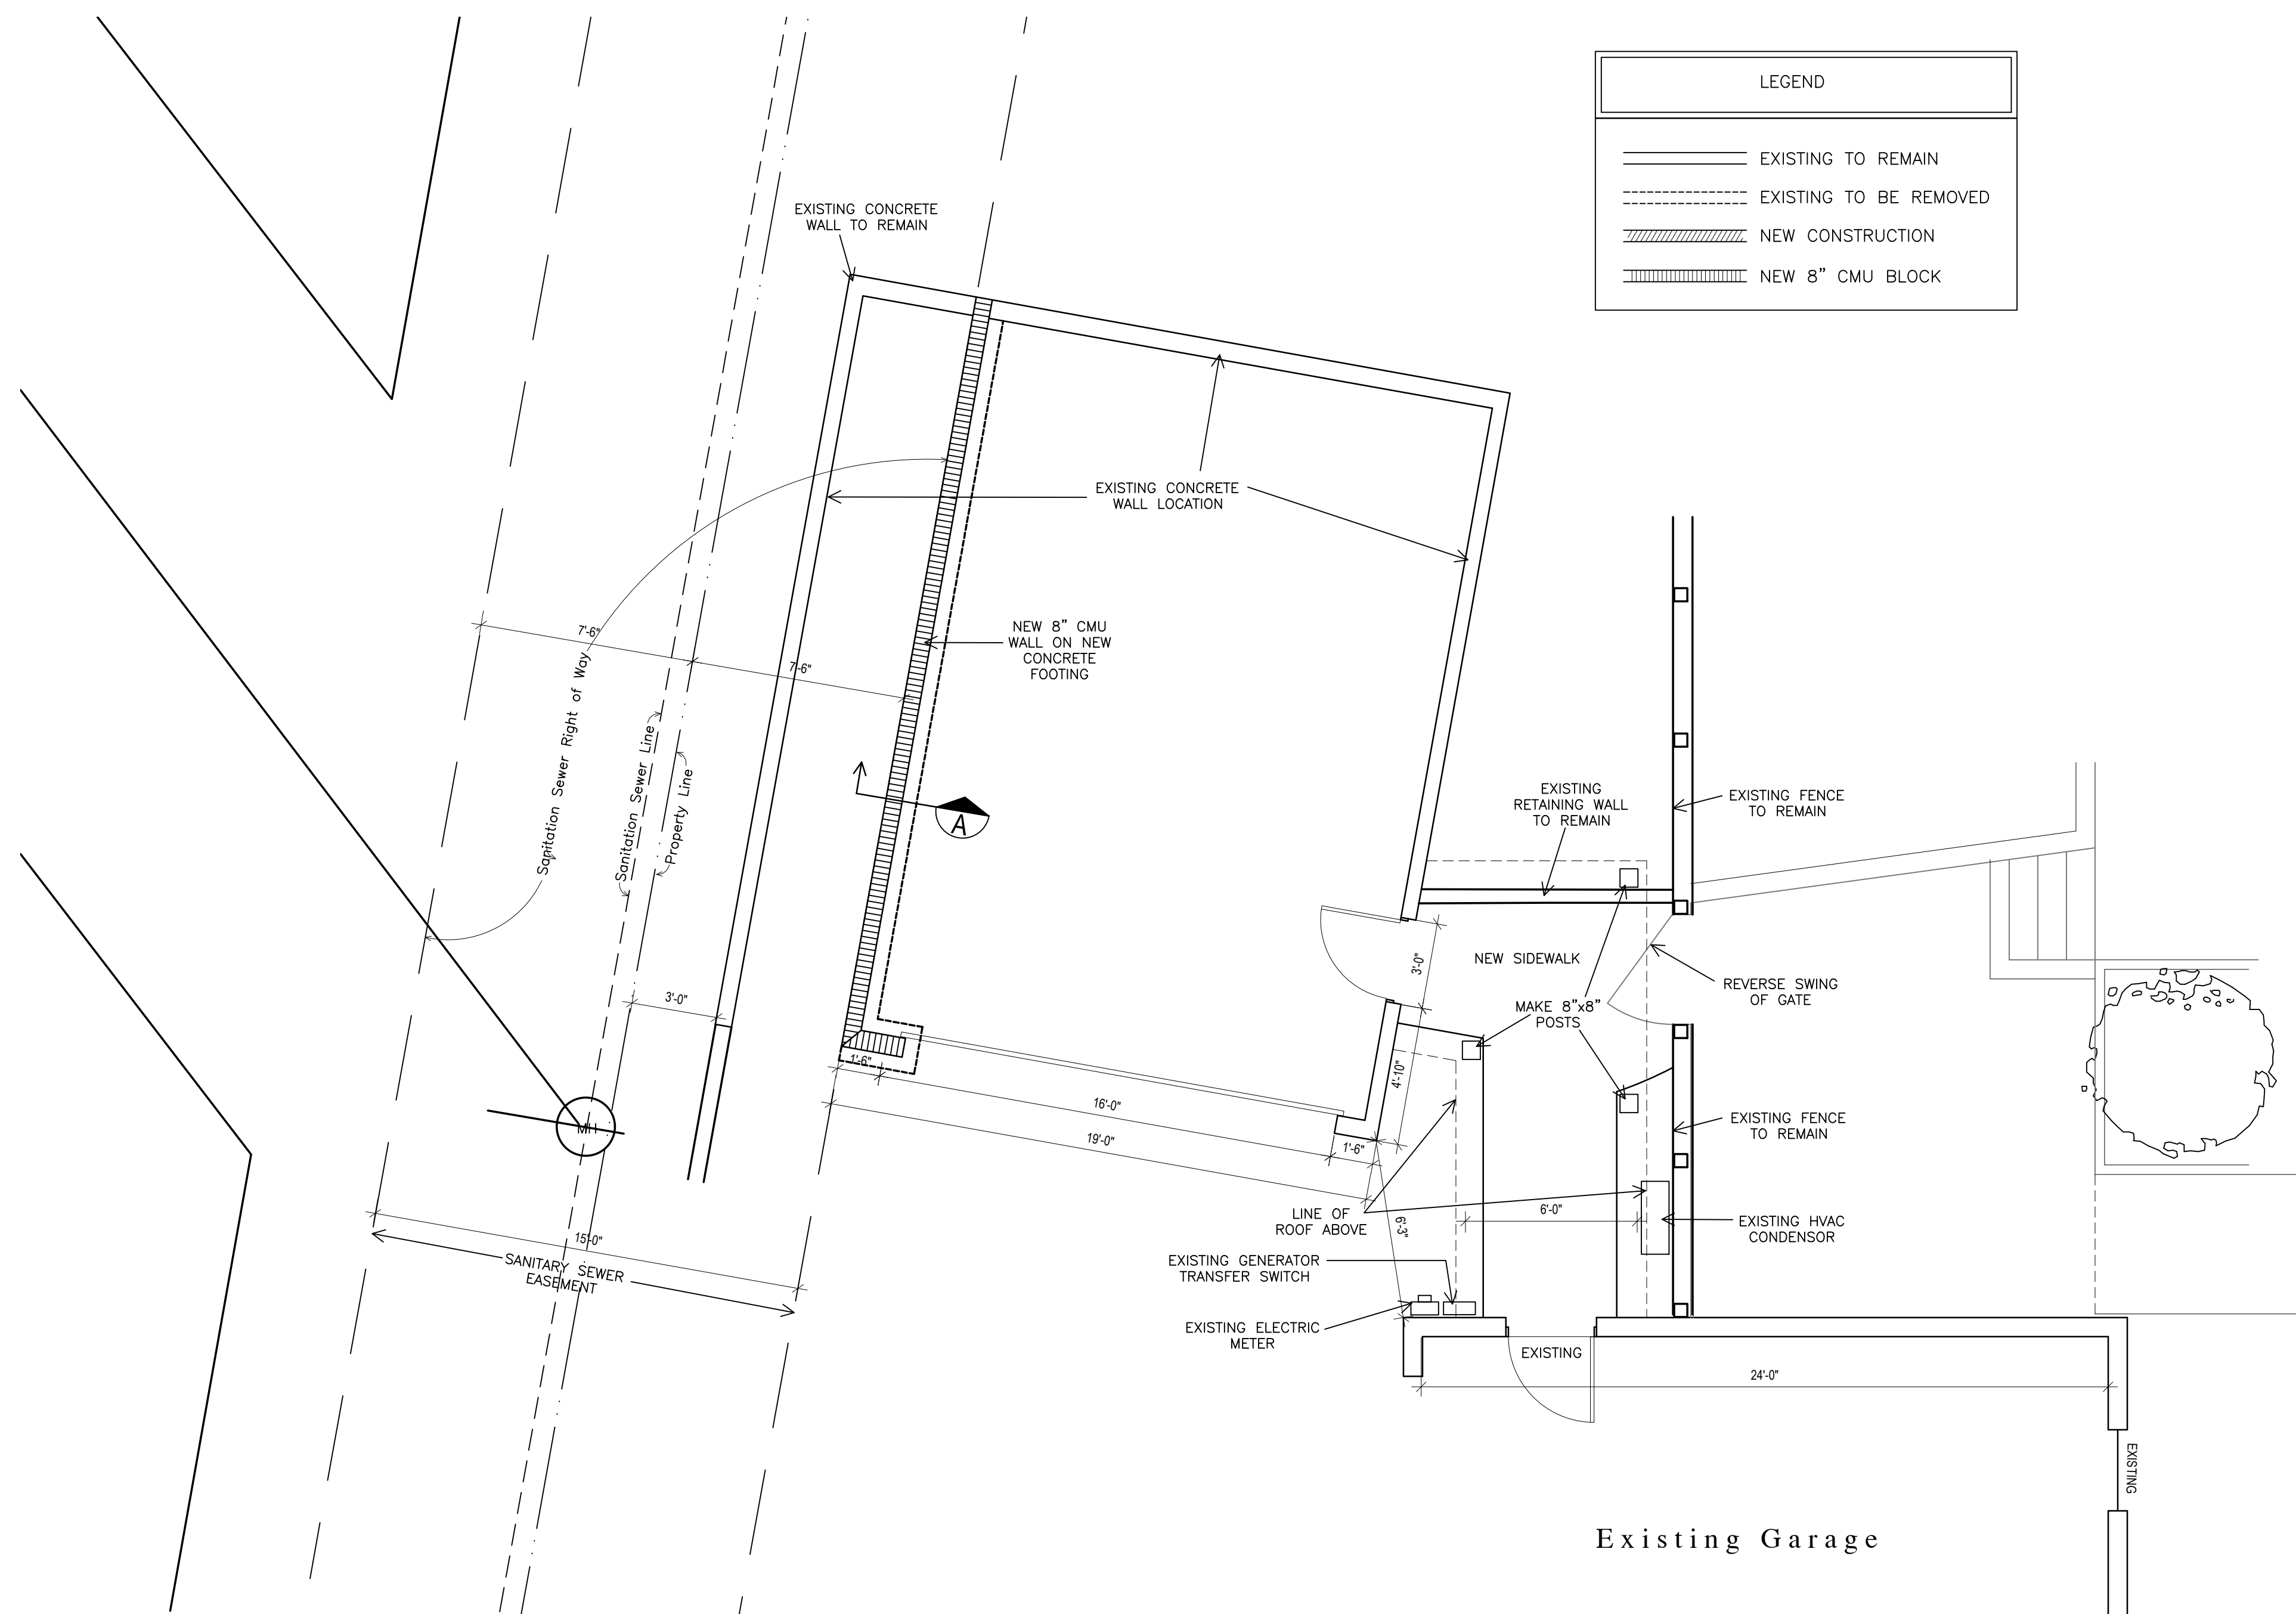 LEGEND
EXISTING TO REMAIN
EXISTING TO BE REMOVED
NEW CONSTRUCTION
NEW 8” CMU BLOCK
EXISTING CONCRETE
WALL TO REMAIN
EXISTING CONCRETE
WALL LOCATION
NEW 8” CMU
WALL ON NEW
CONCRETE
FOOTING
7'-6"
7'-6"
Sanitation Sewer Right of Way
Sanitation Sewer Line
Property Line
A
EXISTING
RETAINING WALL
TO REMAIN
EXISTING FENCE
TO REMAIN
NEW SIDEWALK
3'-0"
REVERSE SWING
OF GATE
MAKE 8”x8”
POSTS
3'-0"
1'-6"
4'-10"
16'-0"
19'-0"
1'-6"
MH
EXISTING FENCE
TO REMAIN
LINE OF
ROOF ABOVE
6'-3"
6'-0"
EXISTING HVAC
CONDENSOR
15'-0"
SANITARY SEWER
EASEMENT
EXISTING GENERATOR
TRANSFER SWITCH
EXISTING ELECTRIC
METER
EXISTING
24'-0"
EXISTING
Existing Garage